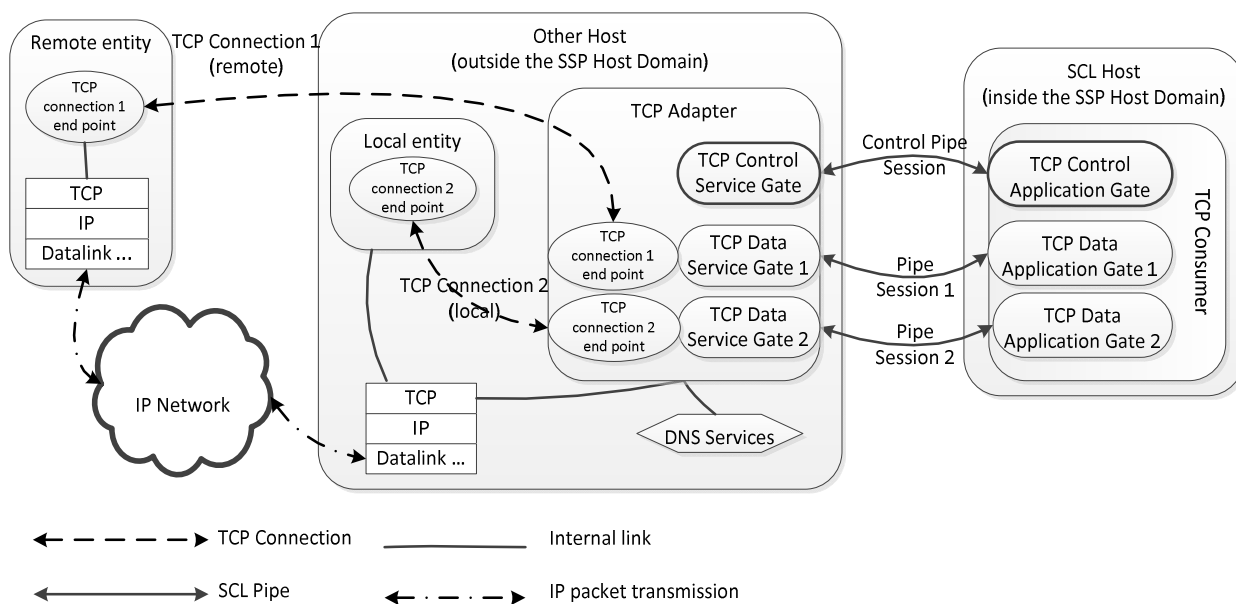 Remote entity
TCP
connection 1
end point
TCP
IP
Datalink ...
IP Network
TCP Connection 1
(remote)
Other Host
(outside the SSP Host Domain)
Local entity
TCP
connection 2
end point
TCP Connection 2
(local)
TCP
IP
Datalink ...
TCP Adapter
TCP Control
Service Gate
TCP
connection 1
end point
TCP Data
Service Gate 1
TCP
connection 2
end point
TCP Data
Service Gate 2
DNS Services
Control Pipe
Session
Pipe
Session 1
Pipe
Session 2
SCL Host
(inside the SSP Host Domain)
TCP Control
Application Gate
TCP Data
Application Gate 1
TCP Data
Application Gate 2
TCP Consumer
TCP Connection
Internal link
SCL Pipe
IP packet transmission